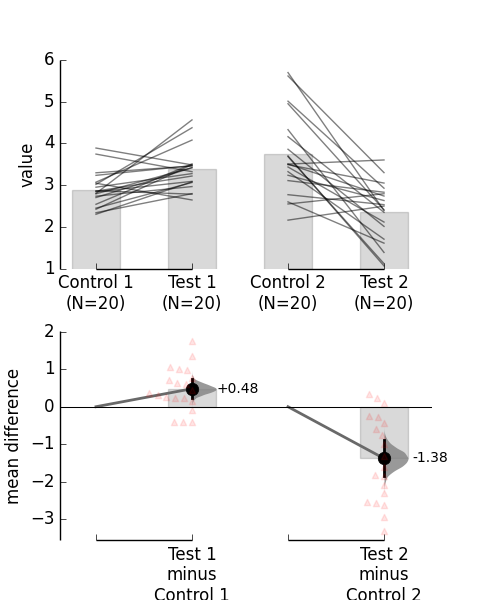 6
5
4
3
2
1
value
Control 1
(N=20)
Test 1
(N=20)
Control 2
(N=20)
Test 2
(N=20)
2
1
0
−1
−2
−3
mean difference
+0.48
-1.38
Test 1
minus
Control 1
Test 2
minus
Control 2